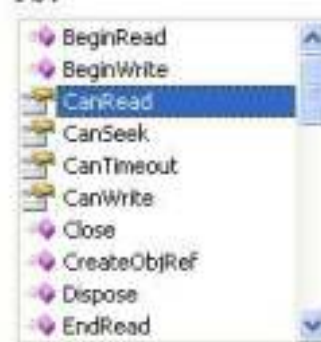 BeginRead
BeginWrite
CanRead
CanSeek
CanTimeout
CanWrite
Close
CreateObjRef
Dispose
EndRead